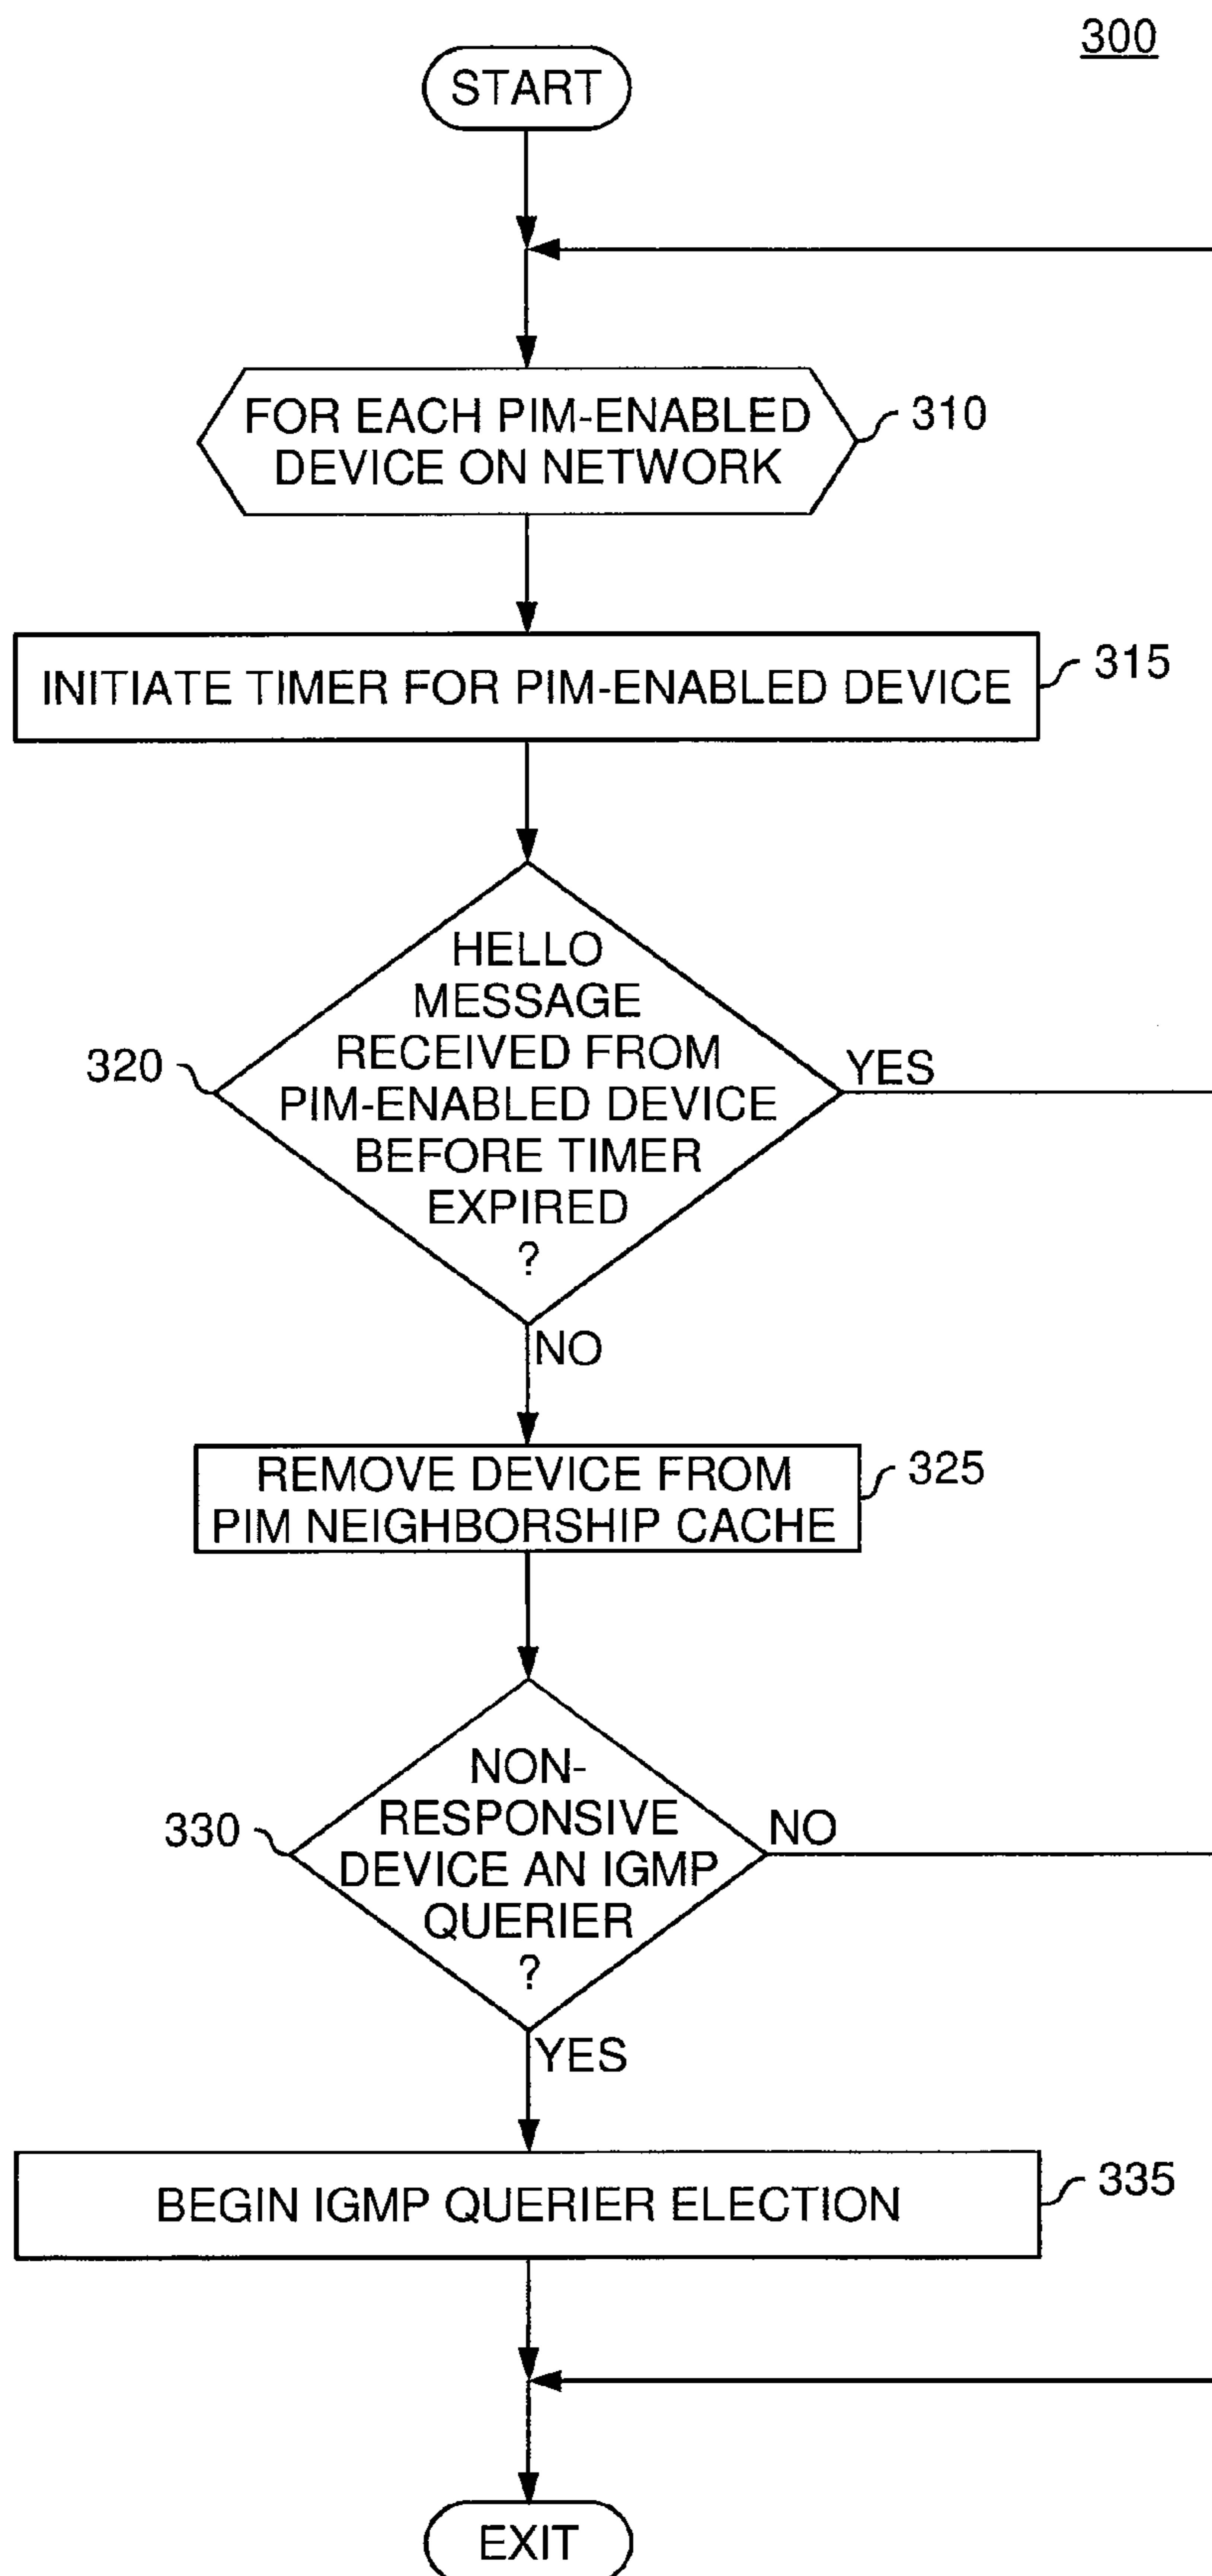 300
START
FOR EACH PIM-ENABLED
DEVICE ON NETWORK
310
INITIATE TIMER FOR PIM-ENABLED DEVICE
315
HELLO
MESSAGE
RECEIVED FROM
PIM-ENABLED DEVICE
BEFORE TIMER
EXPIRED
?
320
YES
NO
REMOVE DEVICE FROM
PIM NEIGHBORSHIP CACHE
325
NON-
RESPONSIVE
DEVICE AN IGMP
QUERIER
?
330
NO
YES
BEGIN IGMP QUERIER ELECTION
335
EXIT